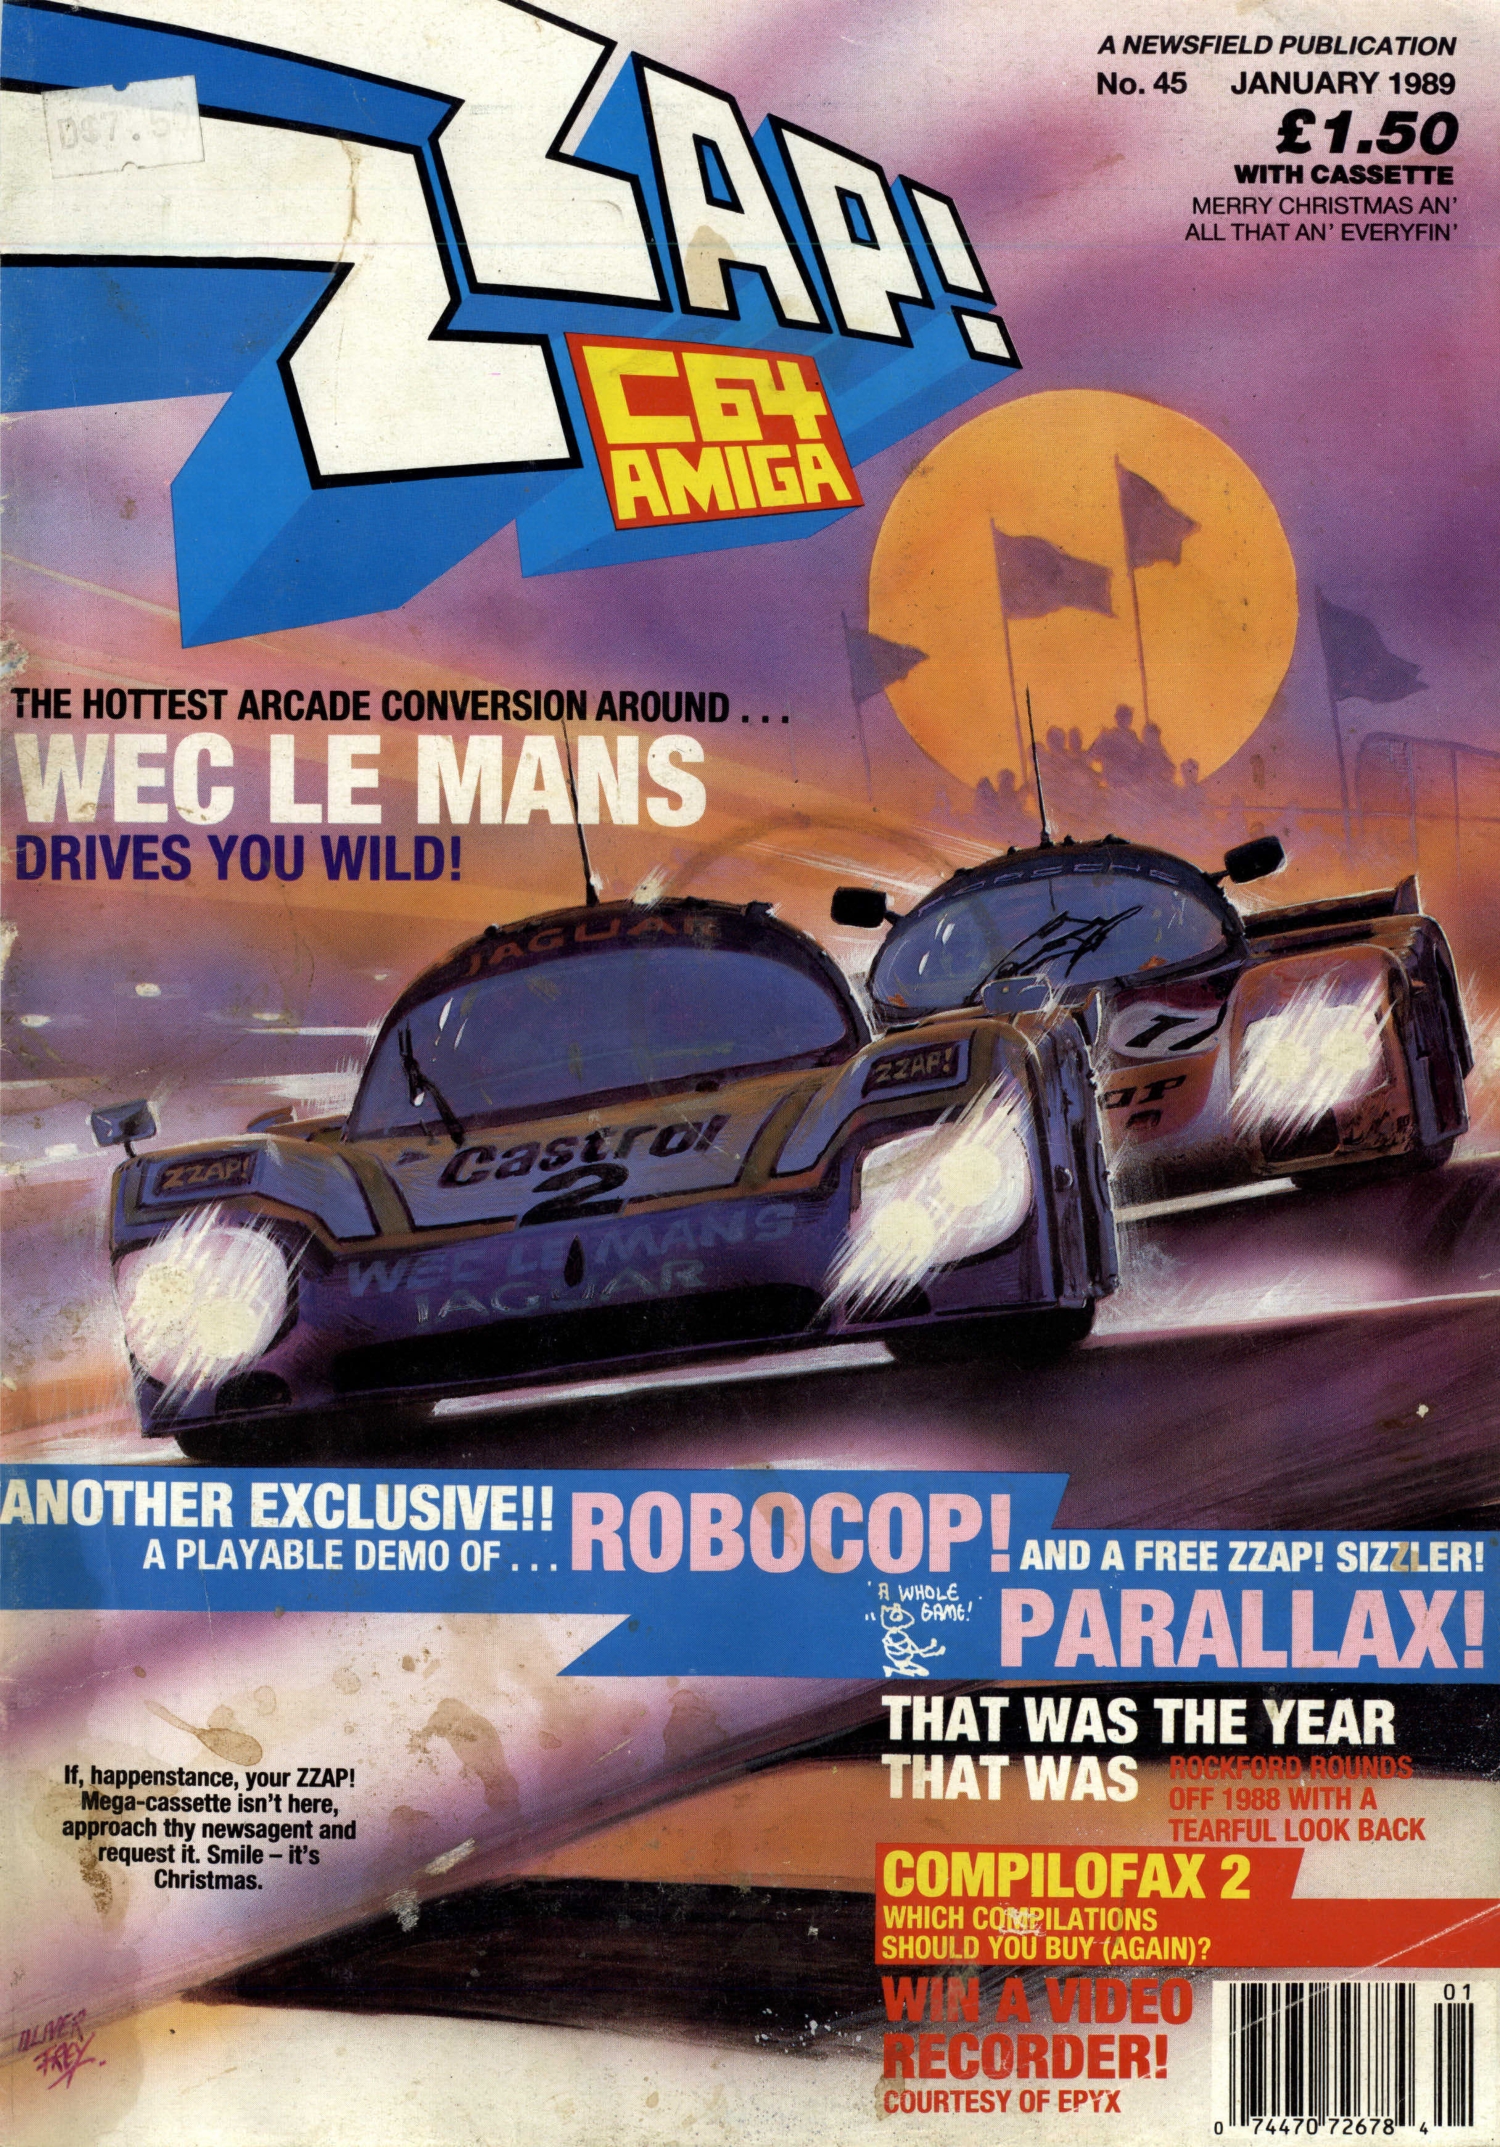 A NEWSFIELD PUBLICATION
No. 45 JANUARY 1989
£1.50
WITH CASSETTE
MERRY CHRISTMAS AN'
ALL THAT AN' EVERYFIN'
ZZAP!
C64
AMIGA
THE HOTTEST ARCADE CONVERSION AROUND . . .
WEC LE MANS
DRIVES YOU WILD!
PORSCHE
JAGUAR
17
ZZAP!
ZZAP!
Castrol
2
WEC LE MANS
JAGUAR
ANOTHER EXCLUSIVE!!
A PLAYABLE DEMO OF . . . ROBOCOP! AND A FREE ZZAP! SIZZLER!
'A WHOLE
GAME!'
PARALLAX!
THAT WAS THE YEAR
THAT WAS
ROCKFORD ROUNDS
OFF 1988 WITH A
TEARFUL LOOK BACK
If, happenstance, your ZZAP!
Mega-cassette isn't here,
approach thy newsagent and
request it. Smile – it's
Christmas.
COMPILOFAX 2
WHICH COMPILATIONS
SHOULD YOU BUY (AGAIN)?
WIN A VIDEO
RECORDER!
COURTESY OF EPYX
OLIVER
FREY.
01
0 74470 72678 4